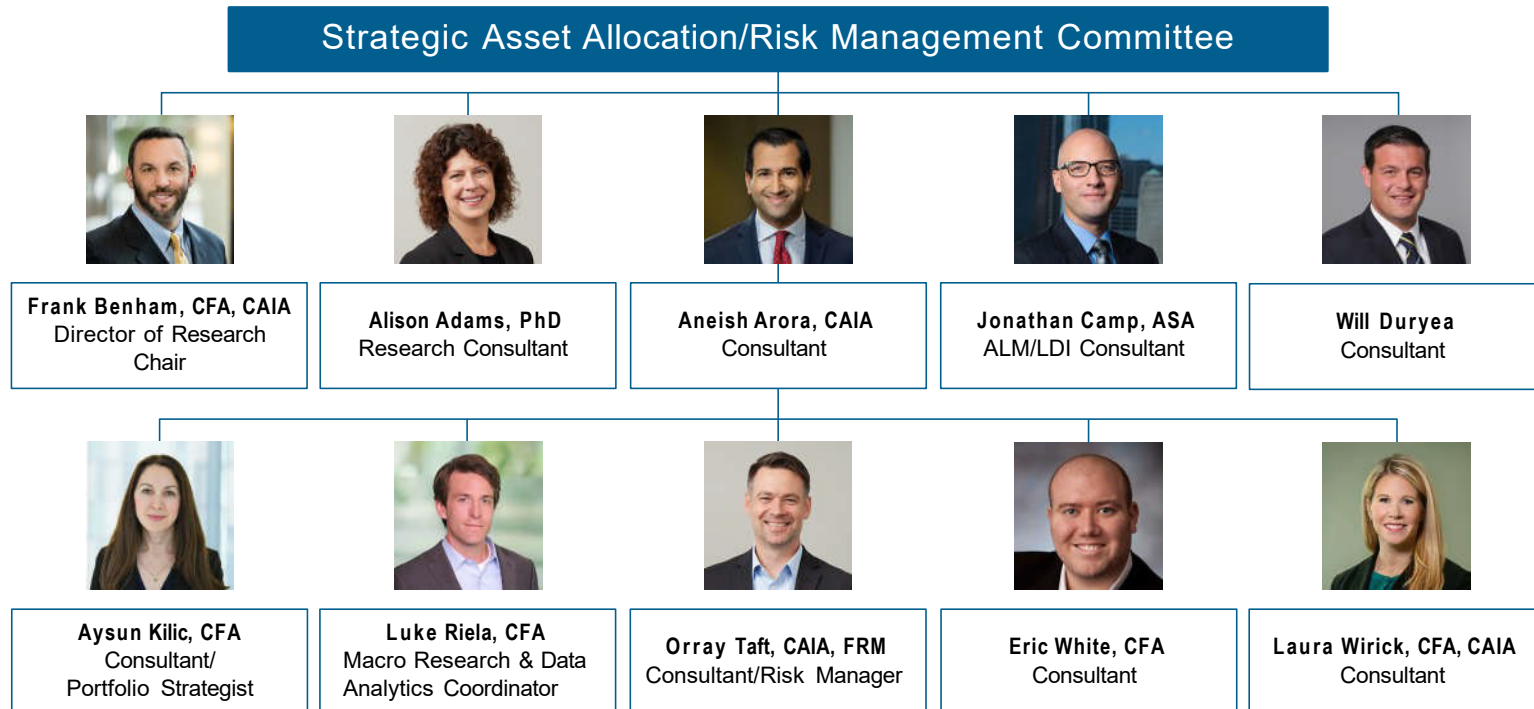 Strategic Asset Allocation/Risk Management Committee
Frank Benham, CFA, CAIA
Director of Research
Chair
Alison Adams, PhD
Research Consultant
Aneish Arora, CAIA
Consultant
Jonathan Camp, ASA
ALM/LDI Consultant
Will Duryea
Consultant
Aysun Kilic, CFA
Consultant/
Portfolio Strategist
Luke Riela, CFA
Macro Research & Data
Analytics Coordinator
Orray Taft, CAIA, FRM
Consultant/Risk Manager
Eric White, CFA
Consultant
Laura Wirick, CFA, CAIA
Consultant